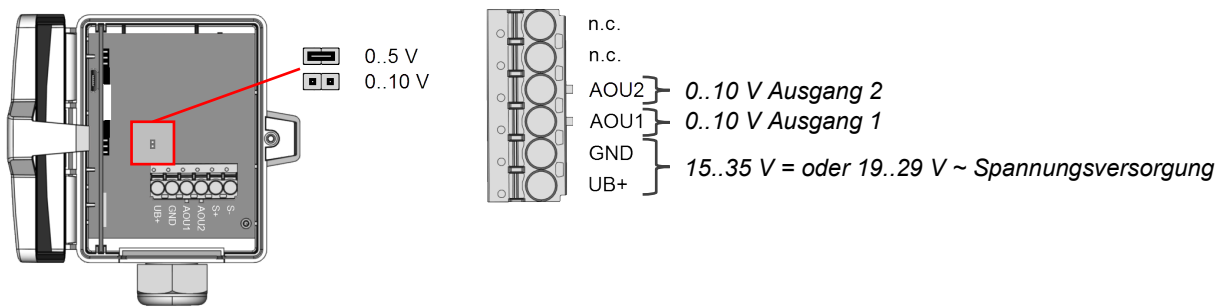 0..5 V
0..10 V
UB+
GND
AOU1
AOU2
S+
S-
n.c.
n.c.
AOU2 0..10 V Ausgang 2
AOU1 0..10 V Ausgang 1
GND
15..35 V = oder 19..29 V ~ Spannungsversorgung
UB+